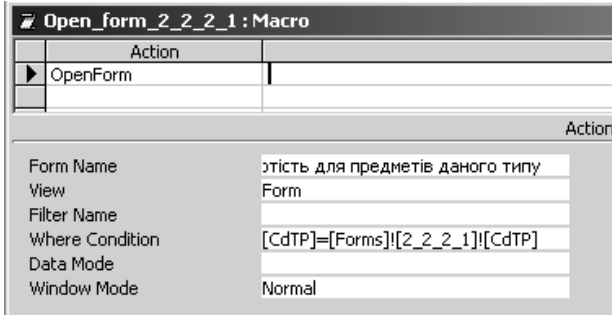 Open_form_2_2_2_1 : Macro
Action
OpenForm
Action
Form Name
ртість для предметів даного типу
View
Form
Filter Name
Where Condition
[CdTP]=[Forms]![2_2_2_1]![CdTP]
Data Mode
Window Mode
Normal